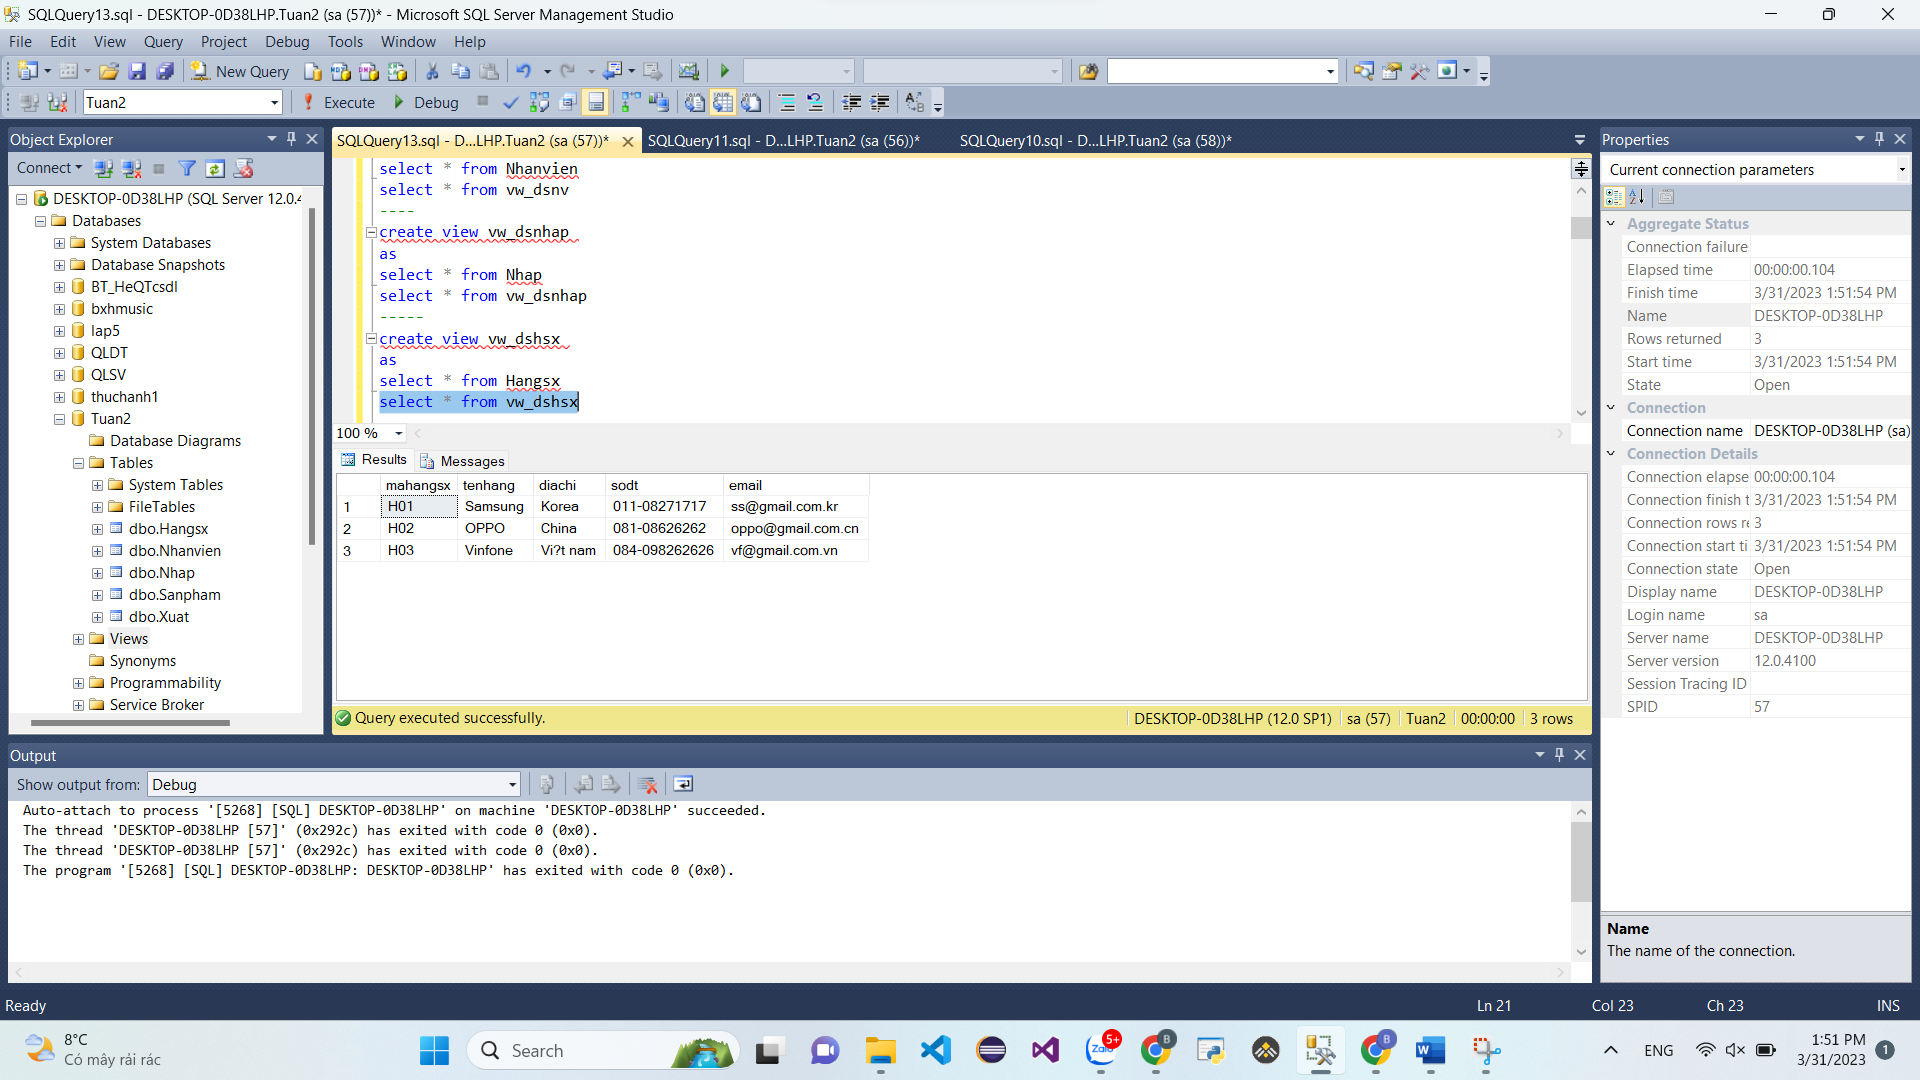 SQLQuery13.sql - DESKTOP-0D38LHP.Tuan2 (sa (57))* - Microsoft SQL Server Management Studio
File Edit View Query Project Debug Tools Window Help
New Query
Tuan2 Execute Debug
Object Explorer
Connect
DESKTOP-0D38LHP (SQL Server 12.0.4
Databases
System Databases
Database Snapshots
BT_HeQTcsdl
bxhmusic
lap5
QLDT
QLSV
thuchanh1
Tuan2
Database Diagrams
Tables
System Tables
FileTables
dbo.Hangsx
dbo.Nhanvien
dbo.Nhap
dbo.Sanpham
dbo.Xuat
Views
Synonyms
Programmability
Service Broker
SQLQuery13.sql - D...LHP.Tuan2 (sa (57))* SQLQuery11.sql - D...LHP.Tuan2 (sa (56))* SQLQuery10.sql - D...LHP.Tuan2 (sa (58))*
select * from Nhanvien
select * from vw_dsnv
----
create view vw_dsnhap
as
select * from Nhap
select * from vw_dsnhap
-----
create view vw_dshsx
as
select * from Hangsx
select * from vw_dshsx
100 %
Results Messages
mahangsx tenhang diachi sodt email
1 H01 Samsung Korea 011-08271717 ss@gmail.com.kr
2 H02 OPPO China 081-08626262 oppo@gmail.com.cn
3 H03 Vinfone Vi?t nam 084-098262626 vf@gmail.com.vn
Query executed successfully. DESKTOP-0D38LHP (12.0 SP1) sa (57) Tuan2 00:00:00 3 rows
Properties
Current connection parameters
Aggregate Status
Connection failure
Elapsed time 00:00:00.104
Finish time 3/31/2023 1:51:54 PM
Name DESKTOP-0D38LHP
Rows returned 3
Start time 3/31/2023 1:51:54 PM
State Open
Connection
Connection name DESKTOP-0D38LHP (sa)
Connection Details
Connection elapse 00:00:00.104
Connection finish t 3/31/2023 1:51:54 PM
Connection rows re 3
Connection start ti 3/31/2023 1:51:54 PM
Connection state Open
Display name DESKTOP-0D38LHP
Login name sa
Server name DESKTOP-0D38LHP
Server version 12.0.4100
Session Tracing ID
SPID 57
Name
The name of the connection.
Output
Show output from: Debug
Auto-attach to process '[5268] [SQL] DESKTOP-0D38LHP' on machine 'DESKTOP-0D38LHP' succeeded.
The thread 'DESKTOP-0D38LHP [57]' (0x292c) has exited with code 0 (0x0).
The thread 'DESKTOP-0D38LHP [57]' (0x292c) has exited with code 0 (0x0).
The program '[5268] [SQL] DESKTOP-0D38LHP: DESKTOP-0D38LHP' has exited with code 0 (0x0).
Ready Ln 21 Col 23 Ch 23 INS
8°C
Có mây rải rác
Search
Zalo 5+
ENG
1:51 PM
3/31/2023
1